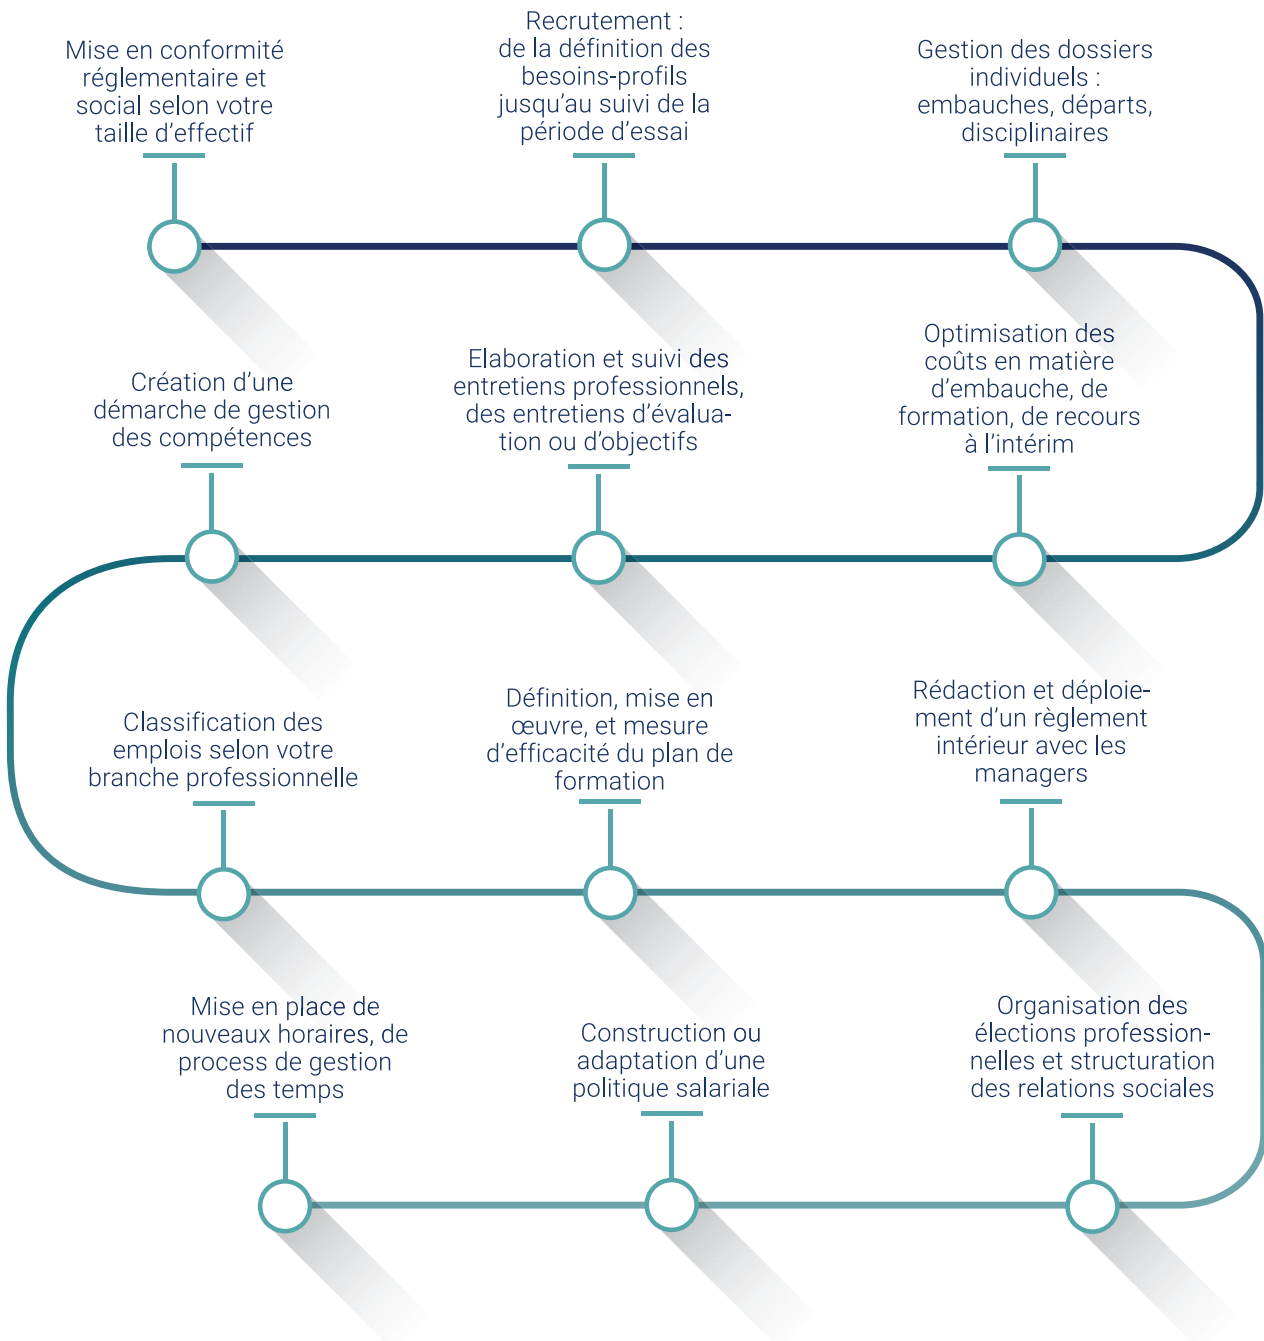 Mise en conformité
réglementaire et
social selon votre
taille d'effectif
Recrutement :
de la définition des
besoins-profils
jusqu'au suivi de la
période d'essai
Gestion des dossiers
individuels :
embauches, départs,
disciplinaires
Création d'une
démarche de gestion
des compétences
Elaboration et suivi des
entretiens professionnels,
des entretiens d'évalua-
tion ou d'objectifs
Optimisation des
coûts en matière
d'embauche, de
formation, de recours
à l'intérim
Classification des
emplois selon votre
branche professionnelle
Définition, mise en
œuvre, et mesure
d'efficacité du plan de
formation
Rédaction et déploie-
ment d'un règlement
intérieur avec les
managers
Mise en place de
nouveaux horaires, de
process de gestion
des temps
Construction ou
adaptation d'une
politique salariale
Organisation des
élections profession-
nelles et structuration
des relations sociales